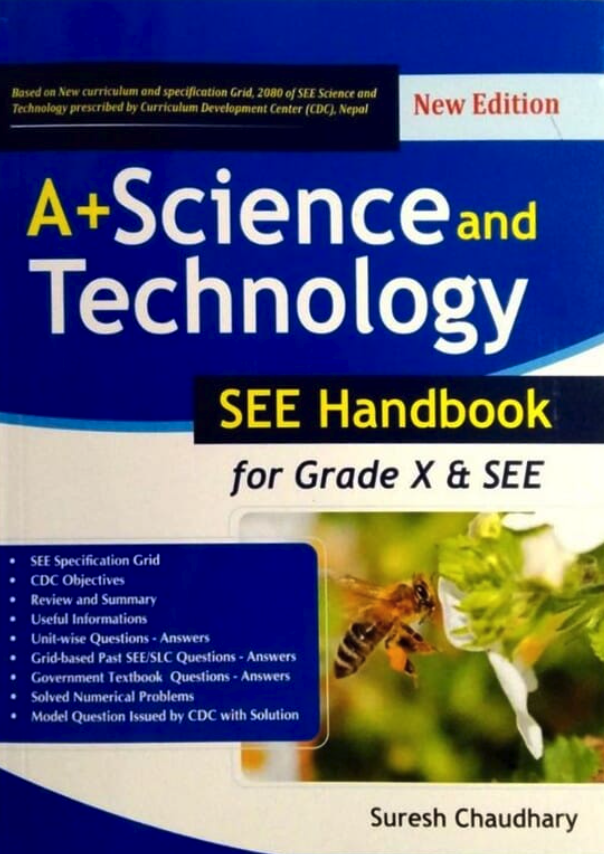 Based on New curriculum and specification Grid, 2080 of SEE Science and
Technology prescribed by Curriculum Development Center (CDC), Nepal
New Edition
A+Science and
Technology
SEE Handbook
for Grade X & SEE
• SEE Specification Grid
• CDC Objectives
• Review and Summary
• Useful Informations
• Unit-wise Questions - Answers
• Grid-based Past SEE/SLC Questions - Answers
• Government Textbook Questions - Answers
• Solved Numerical Problems
• Model Question Issued by CDC with Solution
Suresh Chaudhary